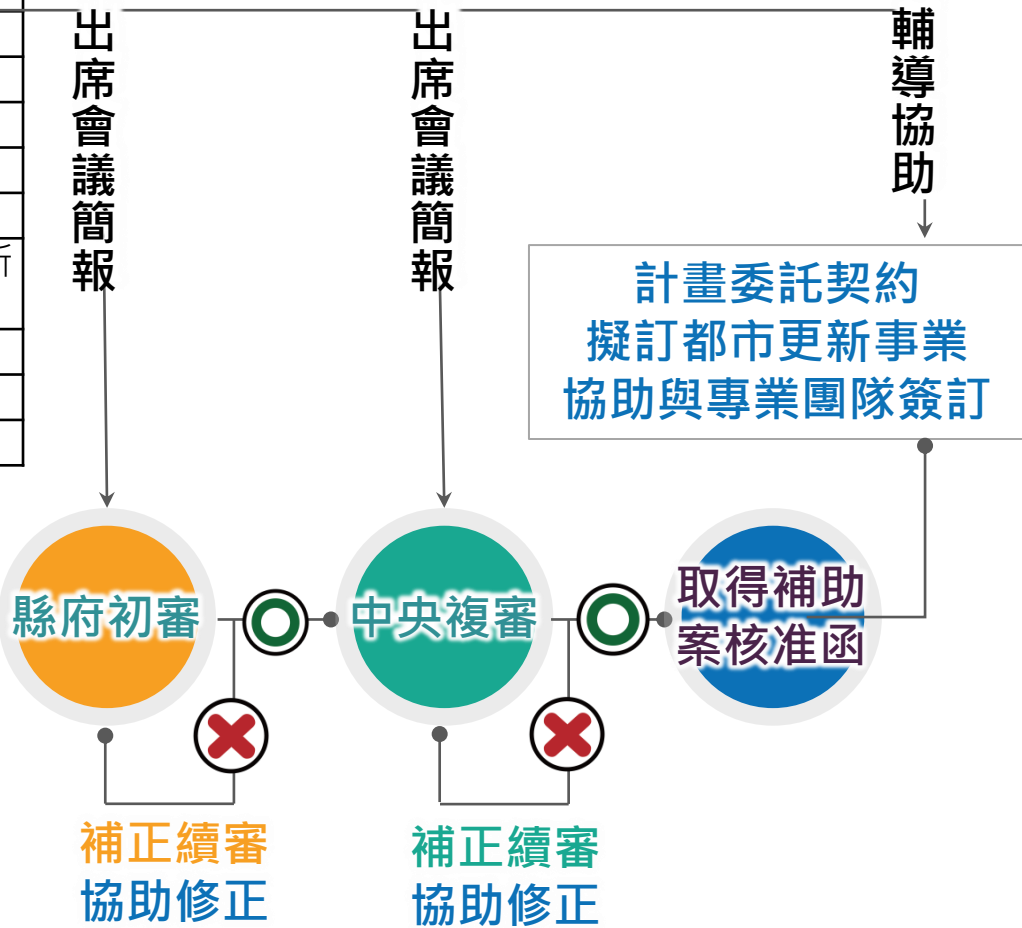 出席會議簡報
出席會議簡報
輔導協助
計畫委託契約
擬訂都市更新事業
協助與專業團隊簽訂
縣府初審
中央複審
取得補助
案核准函
補正續審
協助修正
補正續審
協助修正